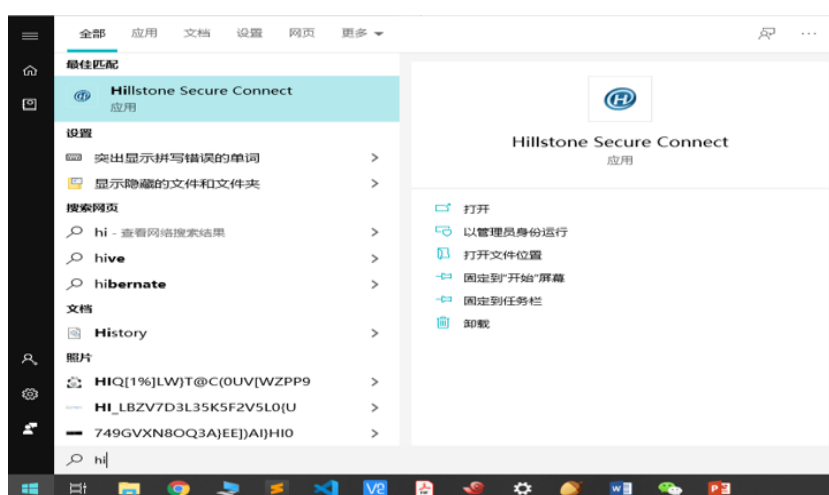 全部 应用 文档 设置 网页 更多
最佳匹配
Hillstone Secure Connect
应用
设置
突出显示拼写错误的单词
显示隐藏的文件和文件夹
搜索网页
hi - 查看网络搜索结果
hive
hibernate
文档
History
照片
HIQ[1%]LW}T@C(0UV[WZPP9
HI_LBZV7D3L35K5F2V5L0{U
749GVXN8OQ3A}EE])AI}HI0
hi
Hillstone Secure Connect
应用
打开
以管理员身份运行
打开文件位置
固定到"开始"屏幕
固定到任务栏
卸载